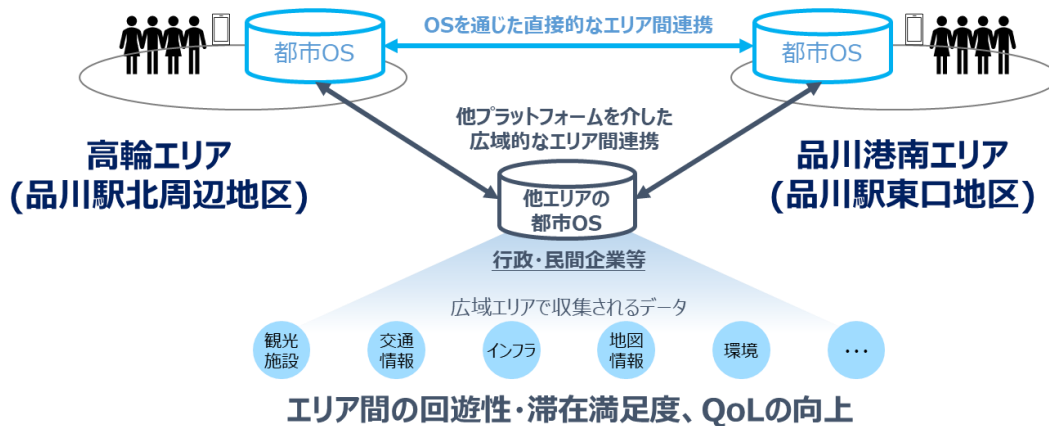 OSを通じた直接的なエリア間連携
都市OS
都市OS
他プラットフォームを介した
広域的なエリア間連携
高輪エリア
(品川駅北周辺地区)
品川港南エリア
(品川駅東口地区)
他エリアの
都市OS
行政・民間企業等
広域エリアで収集されるデータ
観光
施設
交通
情報
インフラ
地図
情報
環境
…
エリア間の回遊性・滞在満足度、QoLの向上